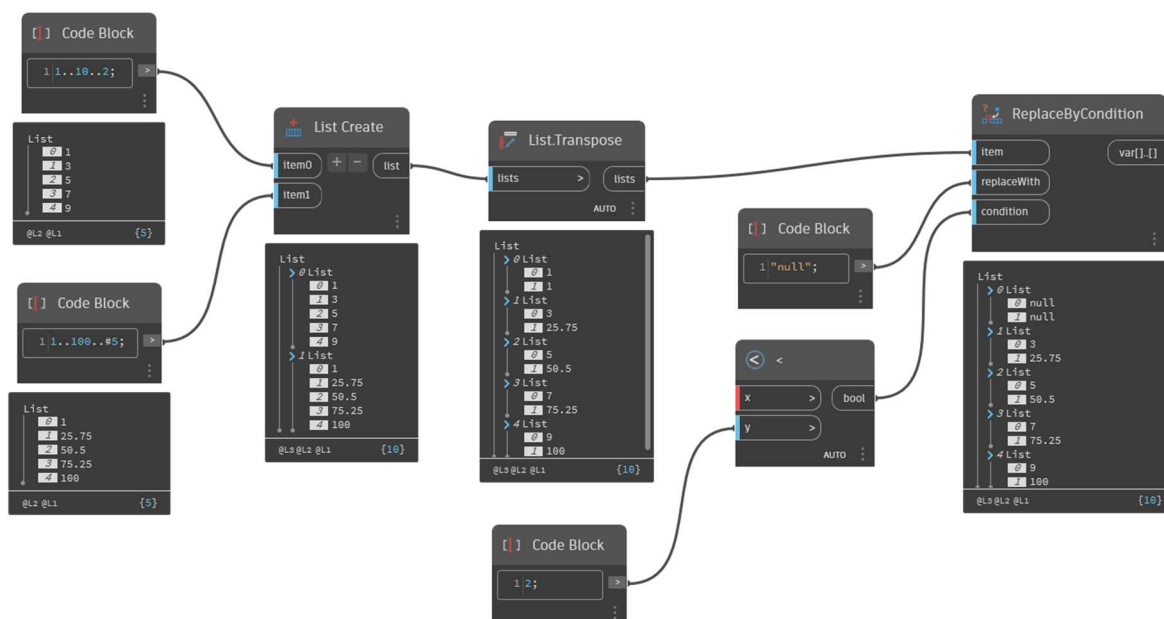 Code Block
1 1..10..2; >
List
0 1
1 3
2 5
3 7
4 9
@L2 @L1 {5}
Code Block
1 1..100..#5; >
List
0 1
1 25.75
2 50.5
3 75.25
4 100
@L2 @L1 {5}
List Create
item0 + - list
item1
List
0 List
0 1
1 3
2 5
3 7
4 9
1 List
0 1
1 25.75
2 50.5
3 75.25
4 100
@L3 @L2 @L1 {10}
List.Transpose
lists > lists
AUTO
List
0 List
0 1
1 1
1 List
0 3
1 25.75
2 List
0 5
1 50.5
3 List
0 7
1 75.25
4 List
0 9
1 100
@L3 @L2 @L1 {10}
Code Block
1 2; >
Code Block
1 "null"; >
< <
x > bool
y >
AUTO
ReplaceByCondition
item var[]..[]
replaceWith
condition
List
0 List
0 null
1 null
1 List
0 3
1 25.75
2 List
0 5
1 50.5
3 List
0 7
1 75.25
4 List
0 9
1 100
@L3 @L2 @L1 {10}